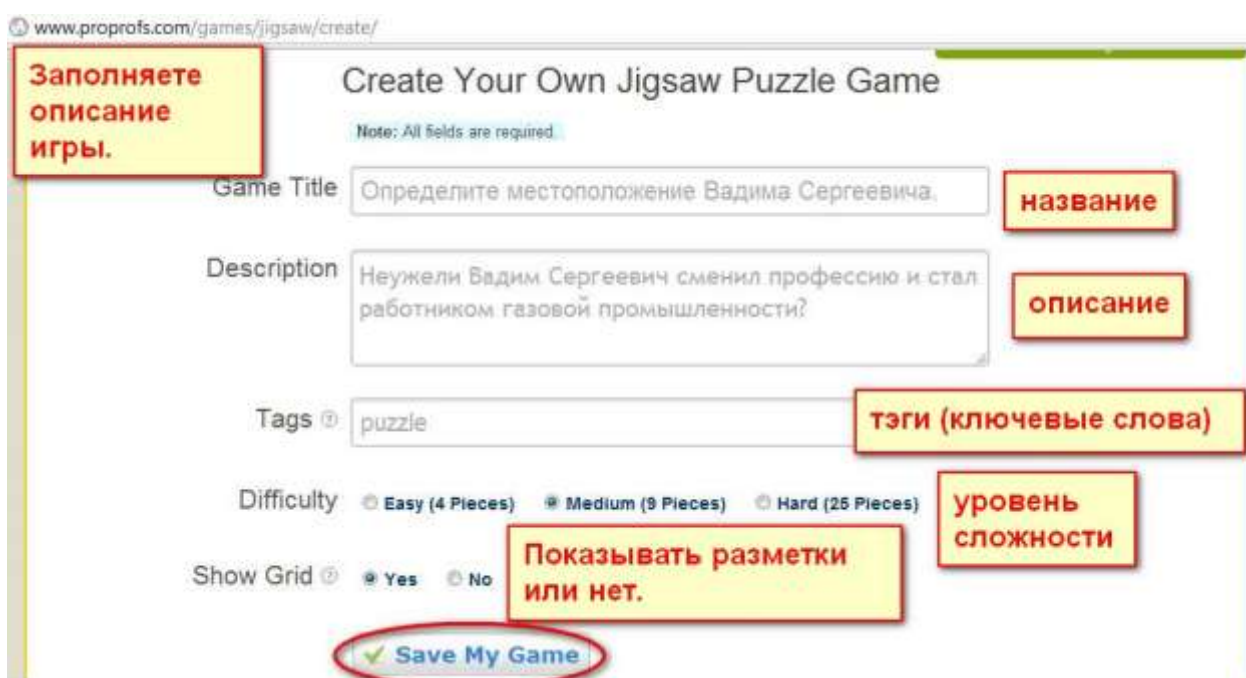 www.proprofs.com/games/jigsaw/create/
Заполняете
описание
игры.
Create Your Own Jigsaw Puzzle Game
Note: All fields are required.
Game Title
Определите местоположение Вадима Сергеевича.
название
Description
Неужели Вадим Сергеевич сменил профессию и стал
работником газовой промышленности?
описание
Tags
puzzle
тэги (ключевые слова)
Difficulty
Easy (4 Pieces) Medium (9 Pieces) Hard (25 Pieces)
уровень
сложности
Показывать разметки
или нет.
Show Grid
Yes No
Save My Game